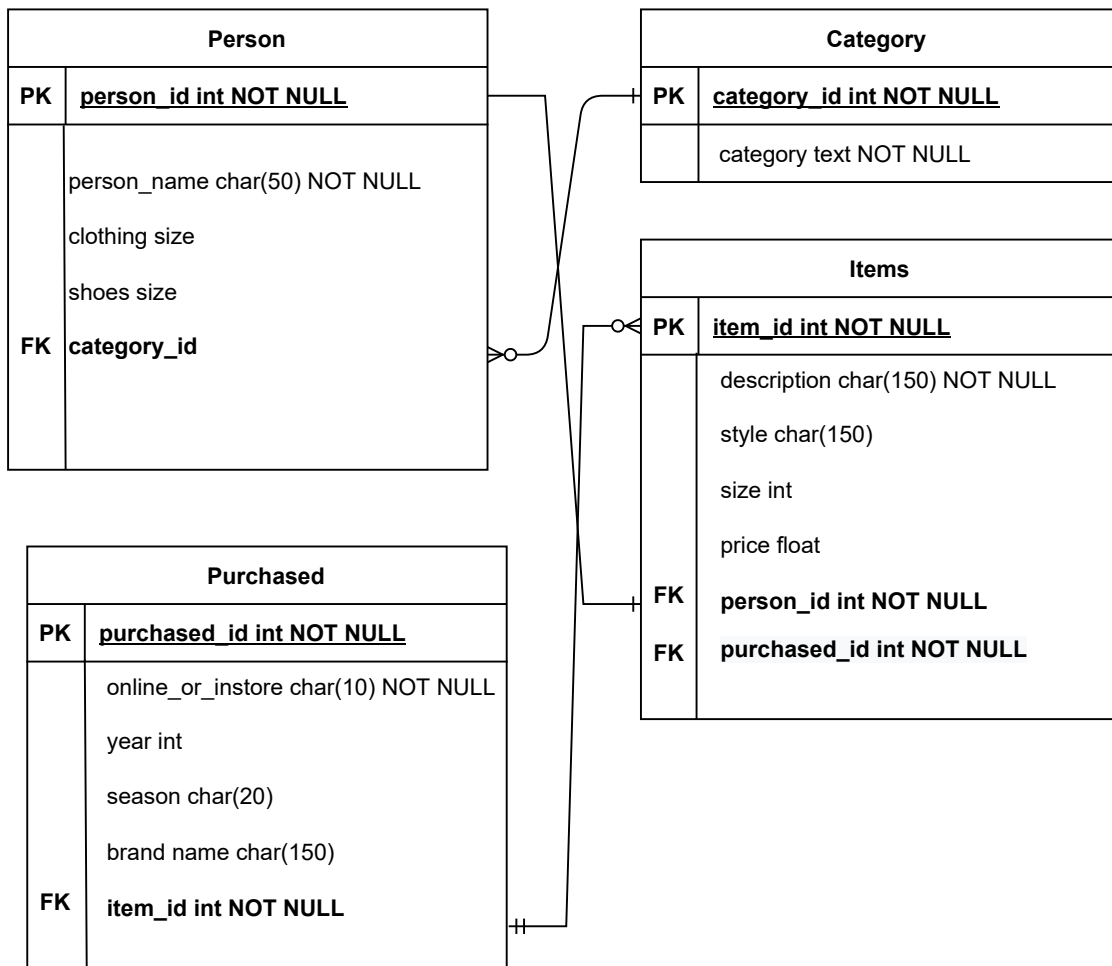 Person
PK person_id int NOT NULL
person_name char(50) NOT NULL
clothing size
shoes size
FK category_id
Category
PK category_id int NOT NULL
category text NOT NULL
Items
PK item_id int NOT NULL
description char(150) NOT NULL
style char(150)
size int
price float
FK person_id int NOT NULL
FK purchased_id int NOT NULL
Purchased
PK purchased_id int NOT NULL
online_or_instore char(10) NOT NULL
year int
season char(20)
brand name char(150)
FK item_id int NOT NULL